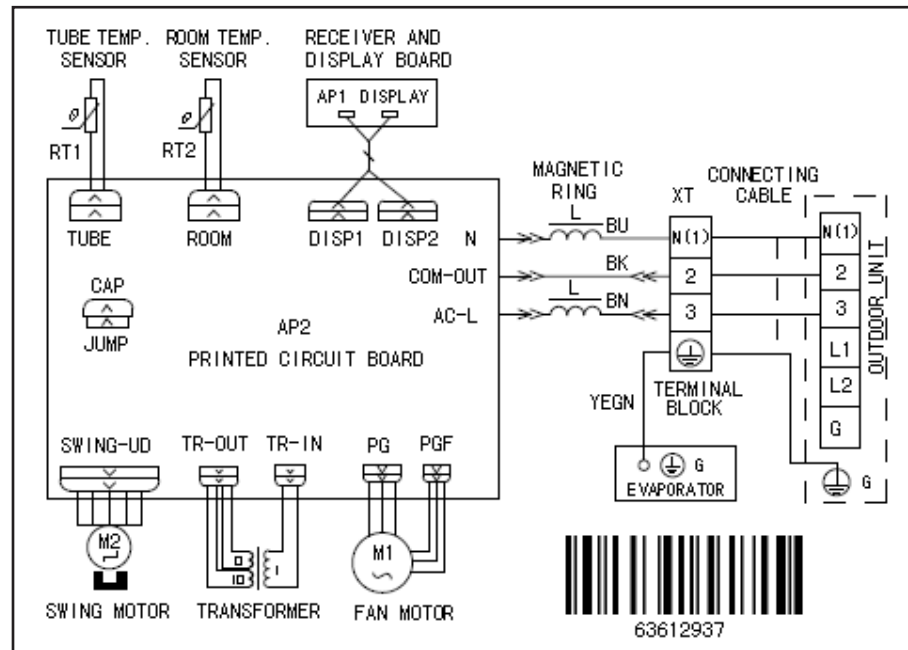 TUBE TEMP.
SENSOR
ROOM TEMP.
SENSOR
RECEIVER AND
DISPLAY BOARD
AP1 DISPLAY
RT1
RT2
TUBE
ROOM
DISP1
DISP2
N
COM-OUT
AC-L
MAGNETIC
RING
L
BU
BK
L
BN
XT
N(1)
2
3
CONNECTING
CABLE
N(1)
2
3
L1
L2
G
OUTDOOR UNIT
CAP
JUMP
AP2
PRINTED CIRCUIT BOARD
TERMINAL
BLOCK
YEGN
G
EVAPORATOR
G
SWING-UD
TR-OUT
TR-IN
PG
PGF
M2
M1
SWING MOTOR
TRANSFORMER
FAN MOTOR
63612937